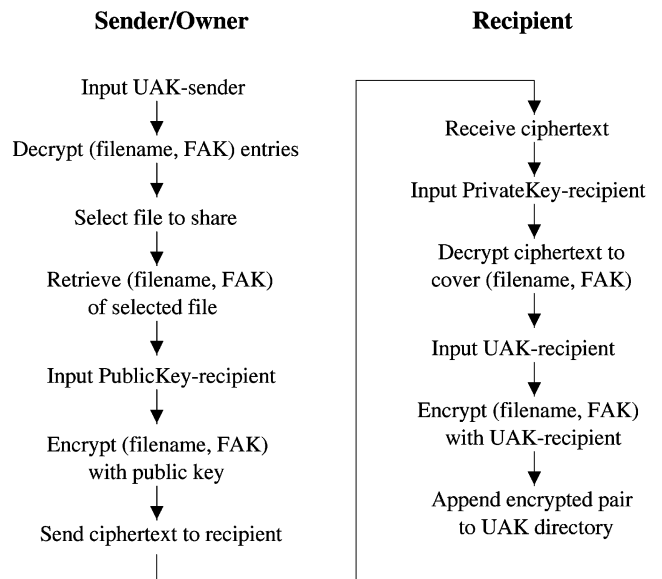 Sender/Owner
Input UAK-sender
Decrypt (filename, FAK) entries
Select file to share
Retrieve (filename, FAK)
of selected file
Input PublicKey-recipient
Encrypt (filename, FAK)
with public key
Send ciphertext to recipient
Recipient
Receive ciphertext
Input PrivateKey-recipient
Decrypt ciphertext to
cover (filename, FAK)
Input UAK-recipient
Encrypt (filename, FAK)
with UAK-recipient
Append encrypted pair
to UAK directory